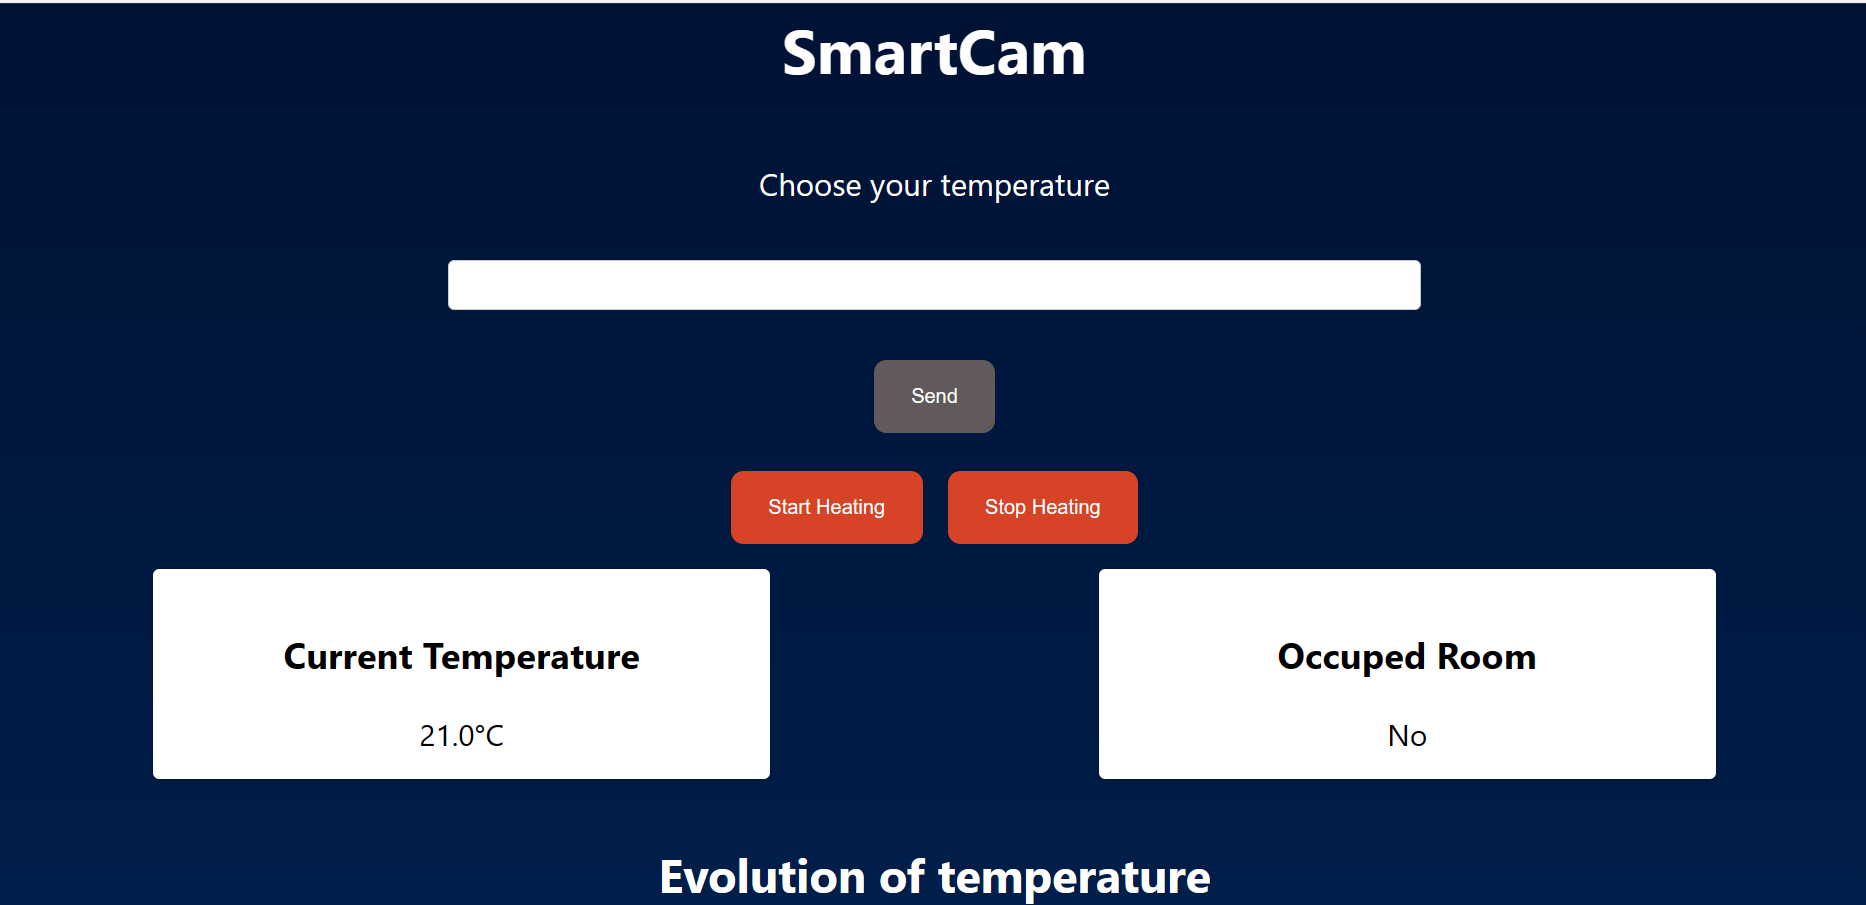 SmartCam
Choose your temperature
Send
Start Heating
Stop Heating
Current Temperature
21.0°C
Occuped Room
No
Evolution of temperature